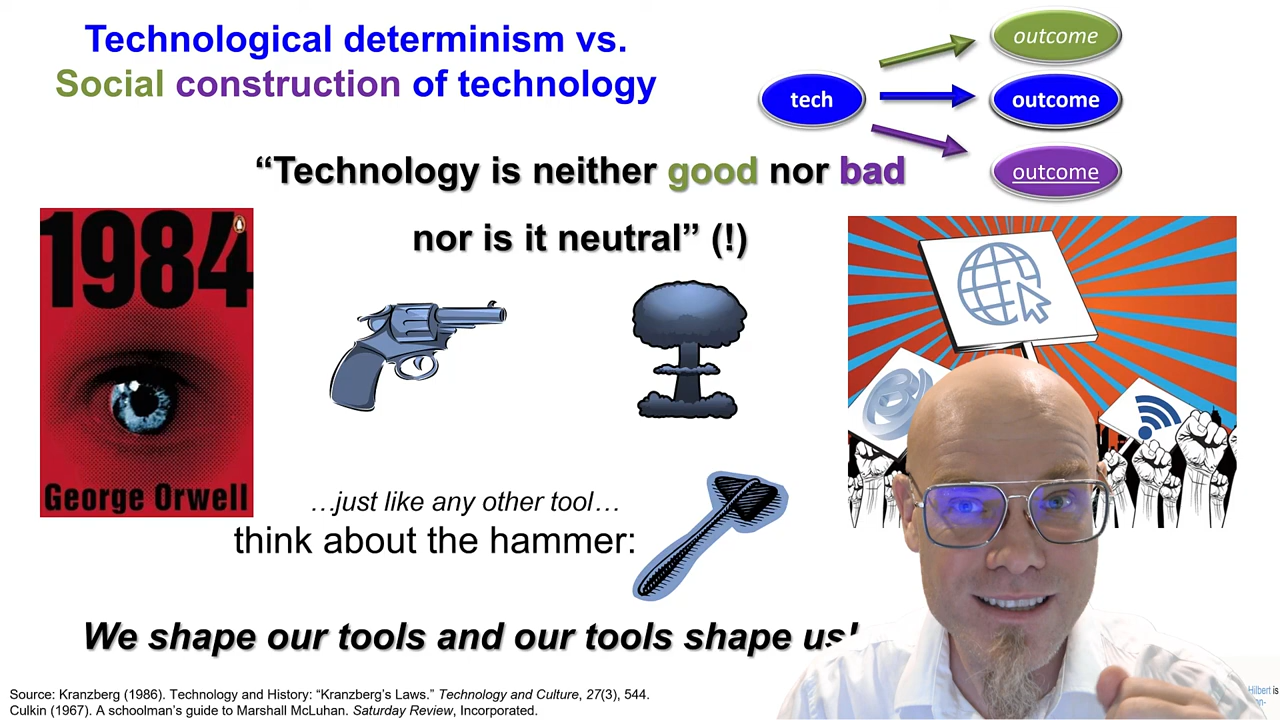 Technological determinism vs.
Social construction of technology
outcome
tech
outcome
outcome
“Technology is neither good nor bad
nor is it neutral” (!)
1984
George Orwell
@
…just like any other tool…
think about the hammer:
We shape our tools and our tools shape us!
Source: Kranzberg (1986). Technology and History: “Kranzberg’s Laws.” Technology and Culture, 27(3), 544.
Culkin (1967). A schoolman’s guide to Marshall McLuhan. Saturday Review, Incorporated.
Hilbert is